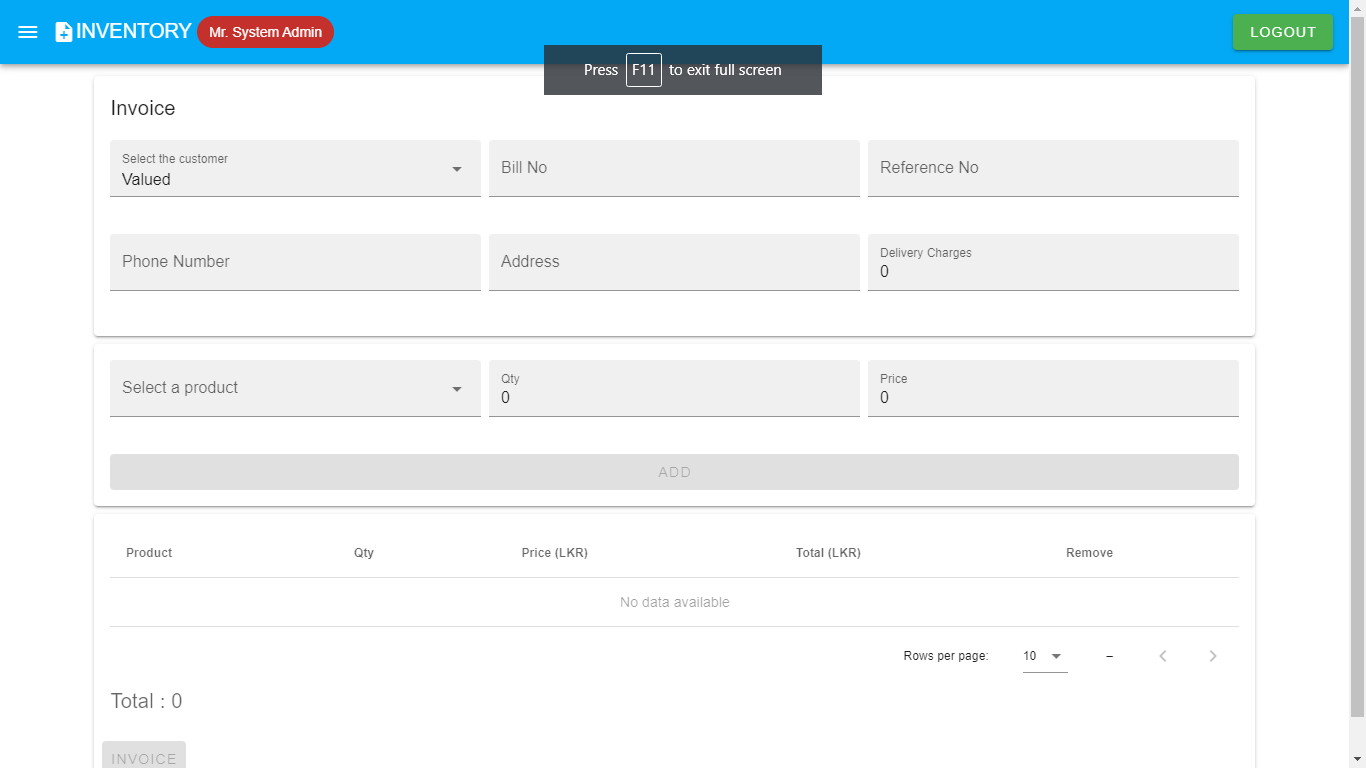 INVENTORY Mr. System Admin LOGOUT
Press F11 to exit full screen
Invoice
Select the customer
Valued
Bill No
Reference No
Phone Number
Address
Delivery Charges
0
Select a product
Qty
0
Price
0
ADD
Product Qty Price (LKR) Total (LKR) Remove
No data available
Rows per page: 10 –
Total : 0
INVOICE